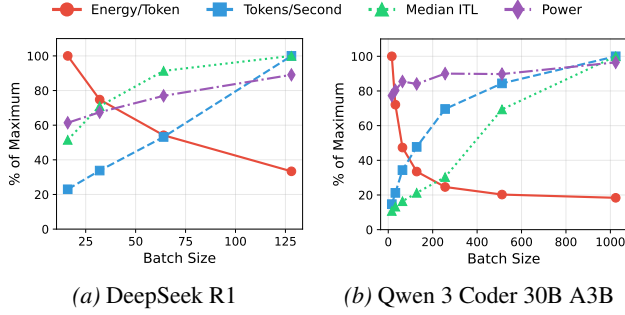 Energy/Token Tokens/Second Median ITL Power
% of Maximum
100
80
60
40
20
0
25 50 75 100 125
Batch Size
(a) DeepSeek R1
% of Maximum
100
80
60
40
20
0
0 200 400 600 800 1000
Batch Size
(b) Qwen 3 Coder 30B A3B